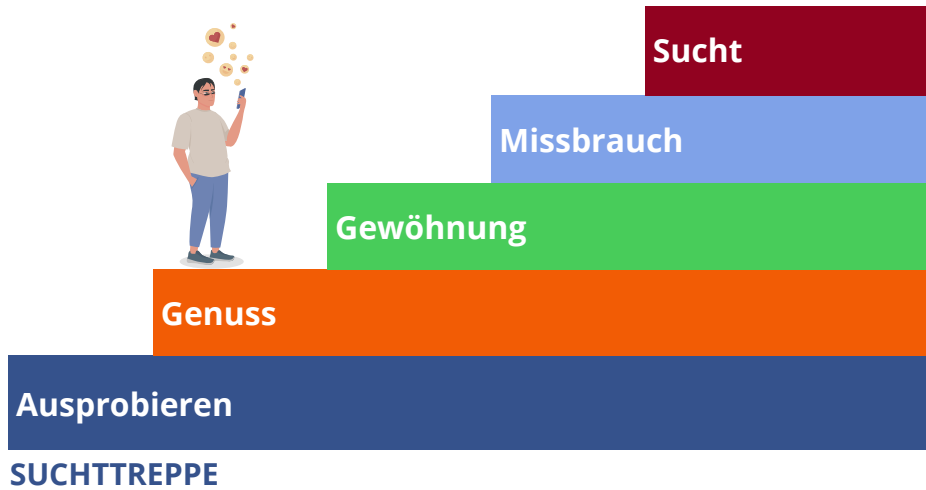 Sucht
Missbrauch
Gewöhnung
Genuss
Ausprobieren
SUCHTTREPPE